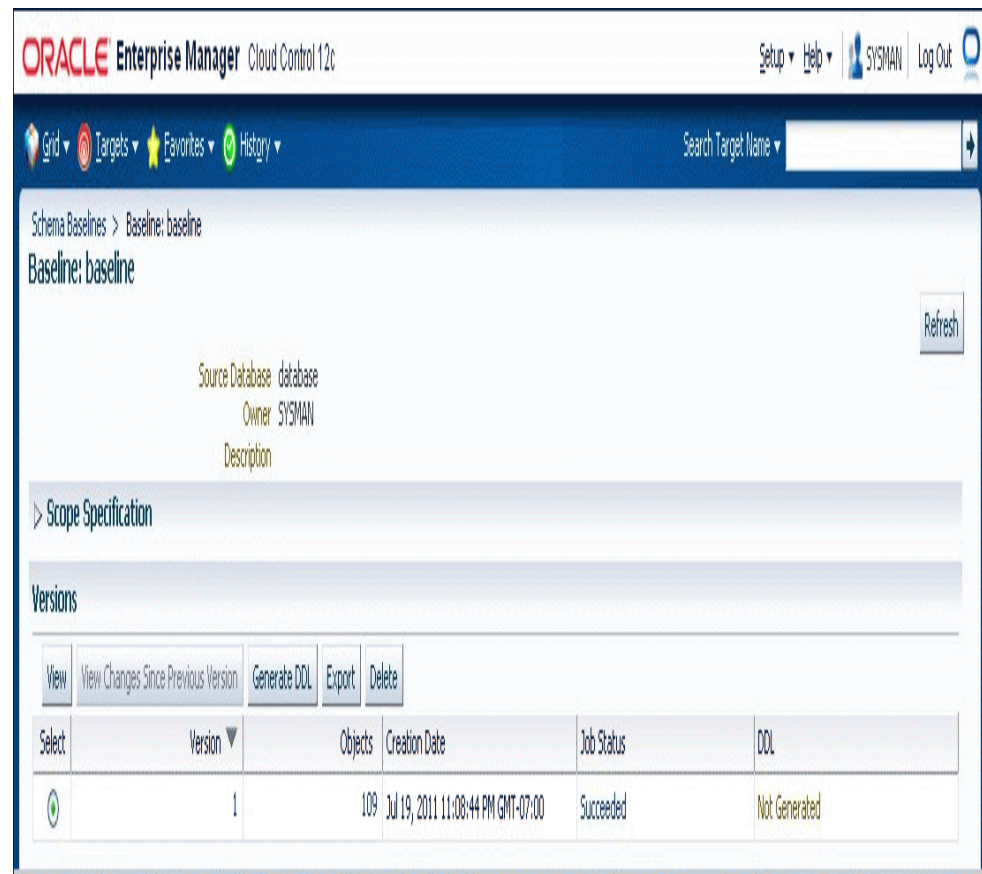 ORACLE Enterprise Manager Cloud Control 12c
Setup Help SYSMAN Log Out
Grid Targets Favorites History Search Target Name
Schema Baselines > Baseline: baseline
Baseline: baseline
Refresh
Source Database database
Owner SYSMAN
Description
Scope Specification
Versions
View View Changes Since Previous Version Generate DDL Export Delete
Select Version Objects Creation Date Job Status DDL
1 109 Jul 19, 2011 11:08:44 PM GMT-07:00 Succeeded Not Generated